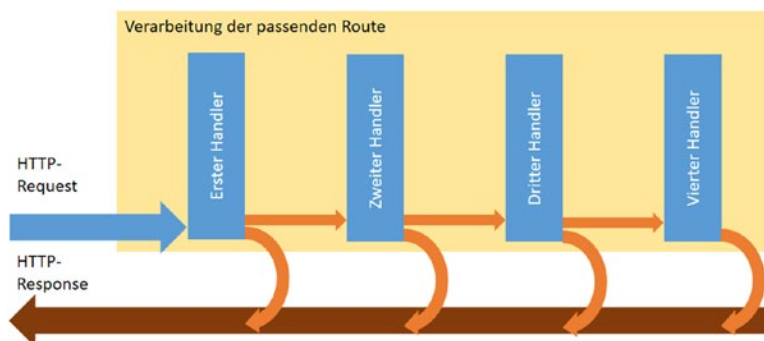 Verarbeitung der passenden Route
Erster Handler
Zweiter Handler
Dritter Handler
Vierter Handler
HTTP-
Request
HTTP-
Response